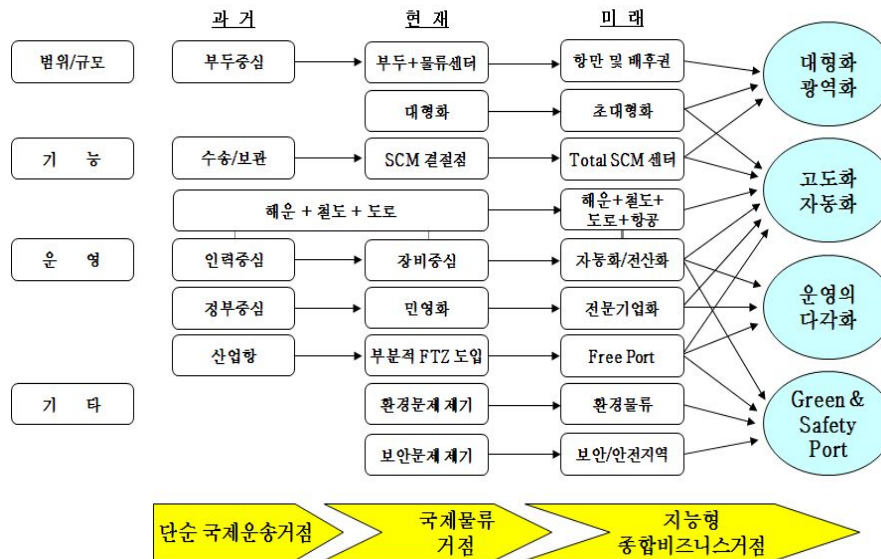 과 거
현 재
미 래
범위/규모
부두중심
부두+물류센터
항만 및 배후권
대형화
광역화
대형화
초대형화
기 능
수송/보관
SCM 결절점
Total SCM 센터
고도화
자동화
해운 + 철도 + 도로
해운+철도+
도로+항공
운 영
인력중심
장비중심
자동화/전산화
운영의
다각화
정부중심
민영화
전문기업화
산업항
부분적 FTZ 도입
Free Port
기 타
환경문제 제기
환경물류
Green &
Safety
Port
보안문제 제기
보안/안전지역
단순 국제운송거점
국제물류
거점
지능형
종합비즈니스거점